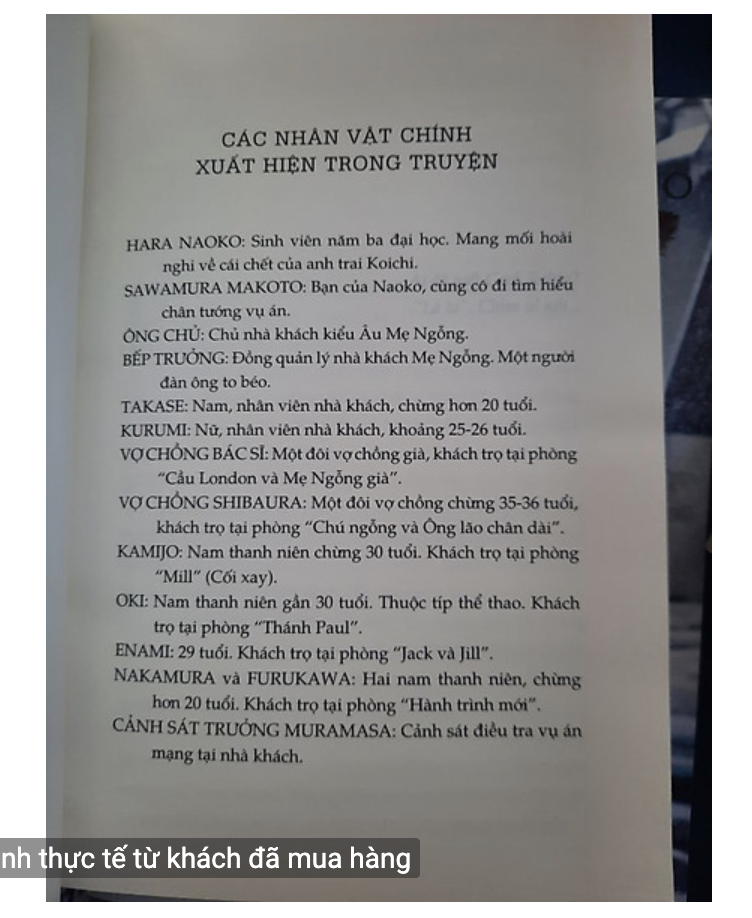 CÁC NHÂN VẬT CHÍNH
XUẤT HIỆN TRONG TRUYỆN
HARA NAOKO: Sinh viên năm ba đại học. Mang mối hoài
nghi về cái chết của anh trai Koichi.
SAWAMURA MAKOTO: Bạn của Naoko, cùng cô đi tìm hiểu
chân tướng vụ án.
ÔNG CHỦ: Chủ nhà khách kiểu Âu Mẹ Ngỗng.
BẾP TRƯỞNG: Đồng quản lý nhà khách Mẹ Ngỗng. Một người
đàn ông to béo.
TAKASE: Nam, nhân viên nhà khách, chừng hơn 20 tuổi.
KURUMI: Nữ, nhân viên nhà khách, khoảng 25-26 tuổi.
VỢ CHỒNG BÁC SĨ: Một đôi vợ chồng già, khách trọ tại phòng
“Cầu London và Mẹ Ngỗng già”.
VỢ CHỒNG SHIBAURA: Một đôi vợ chồng chừng 35-36 tuổi,
khách trọ tại phòng “Chú ngỗng và Ông lão chân dài”.
KAMIJO: Nam thanh niên chừng 30 tuổi. Khách trọ tại phòng
“Mill” (Cối xay).
OKI: Nam thanh niên gần 30 tuổi. Thuộc típ thể thao. Khách
trọ tại phòng “Thánh Paul”.
ENAMI: 29 tuổi. Khách trọ tại phòng “Jack và Jill”.
NAKAMURA và FURUKAWA: Hai nam thanh niên, chừng
hơn 20 tuổi. Khách trọ tại phòng “Hành trình mới”.
CẢNH SÁT TRƯỞNG MURAMASA: Cảnh sát điều tra vụ án
mạng tại nhà khách.
O
nh thực tế từ khách đã mua hàng